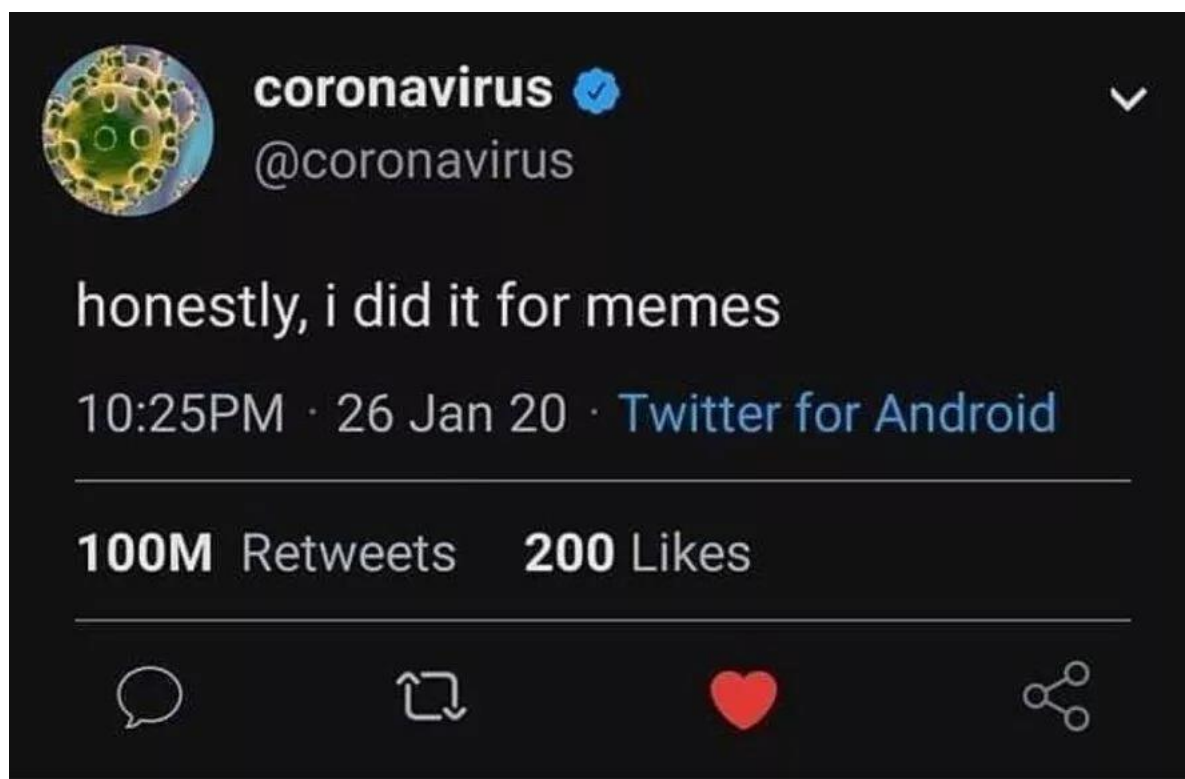 coronavirus
@coronavirus
honestly, i did it for memes
10:25PM · 26 Jan 20 · Twitter for Android
100M Retweets 200 Likes